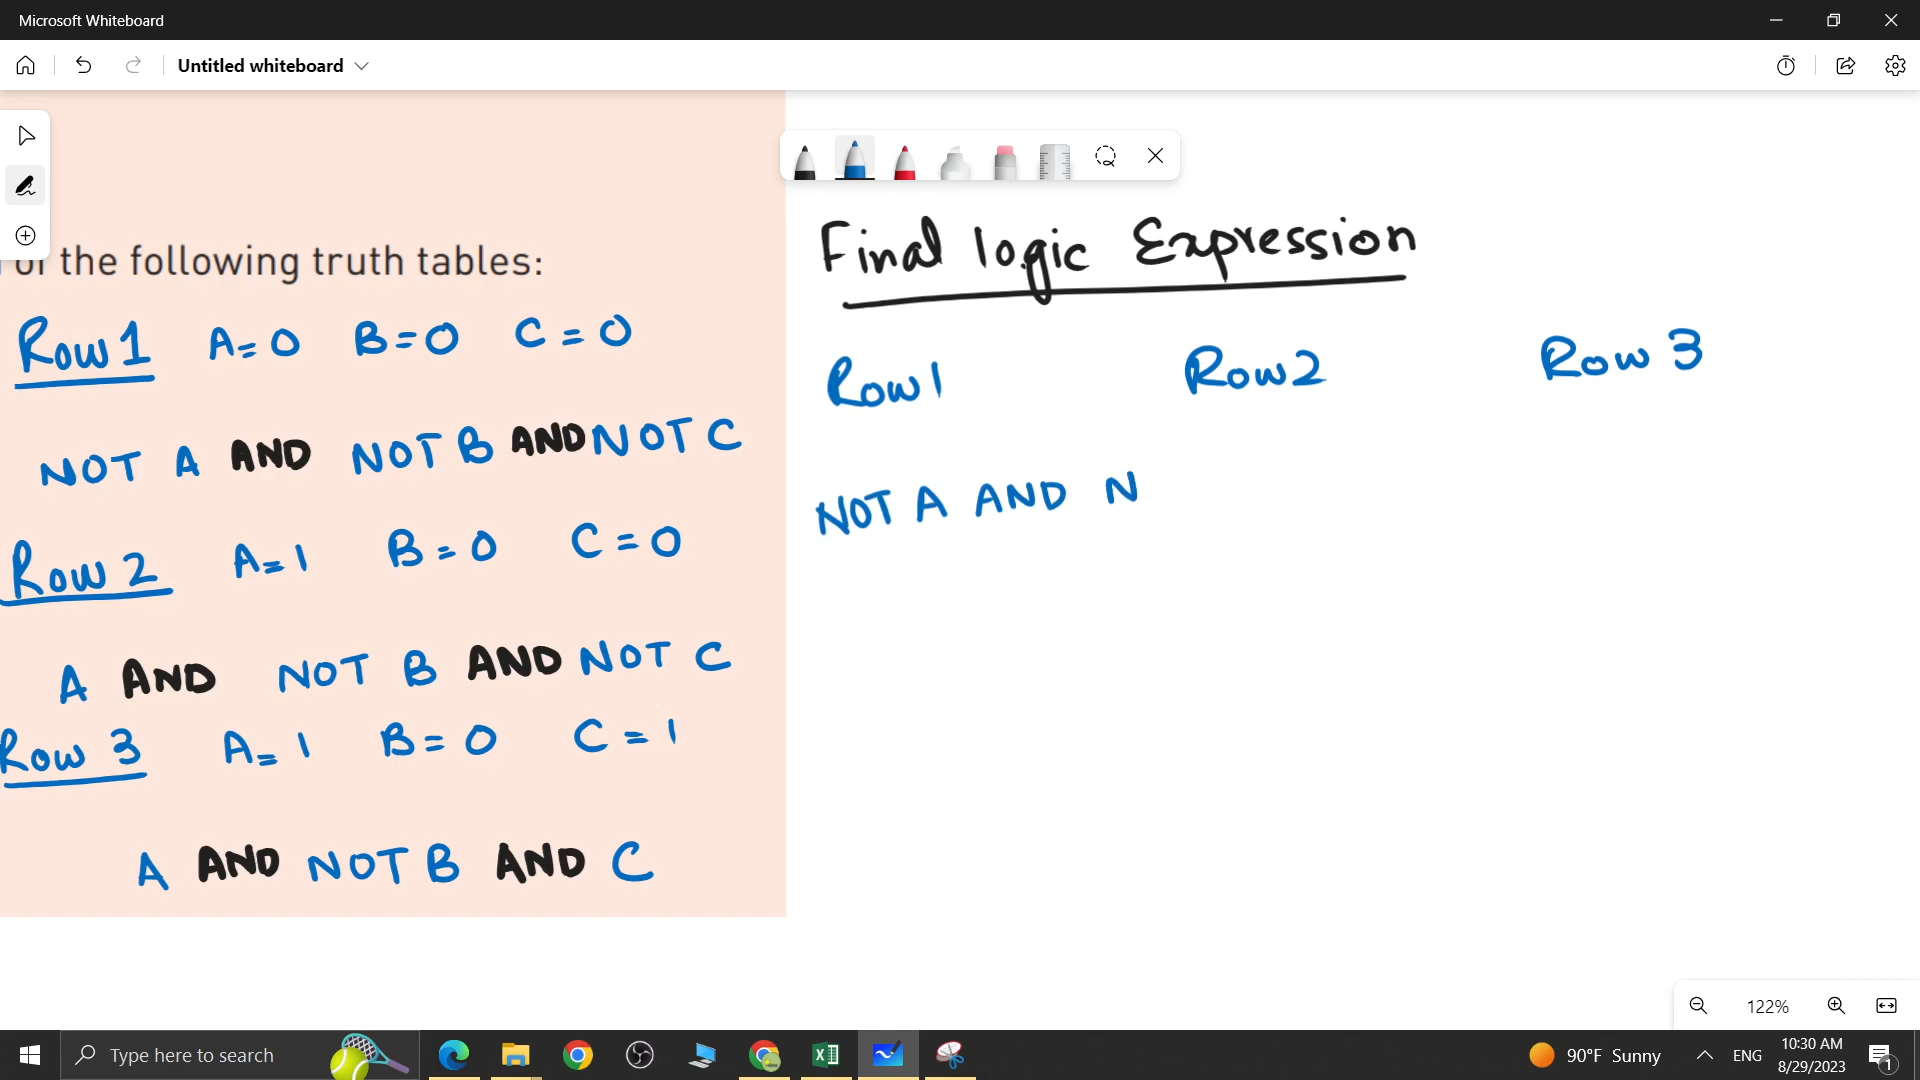 Microsoft Whiteboard
Untitled whiteboard
of the following truth tables:
Row 1 A=0 B=0 C=0
NOT A AND NOT B AND NOT C
Row 2 A=1 B=0 C=0
A AND NOT B AND NOT C
Row 3 A=1 B=0 C=1
A AND NOT B AND C
Final logic Expression
Row 1 Row 2 Row 3
NOT A AND N
122%
Type here to search
90°F Sunny
ENG
10:30 AM
8/29/2023
1